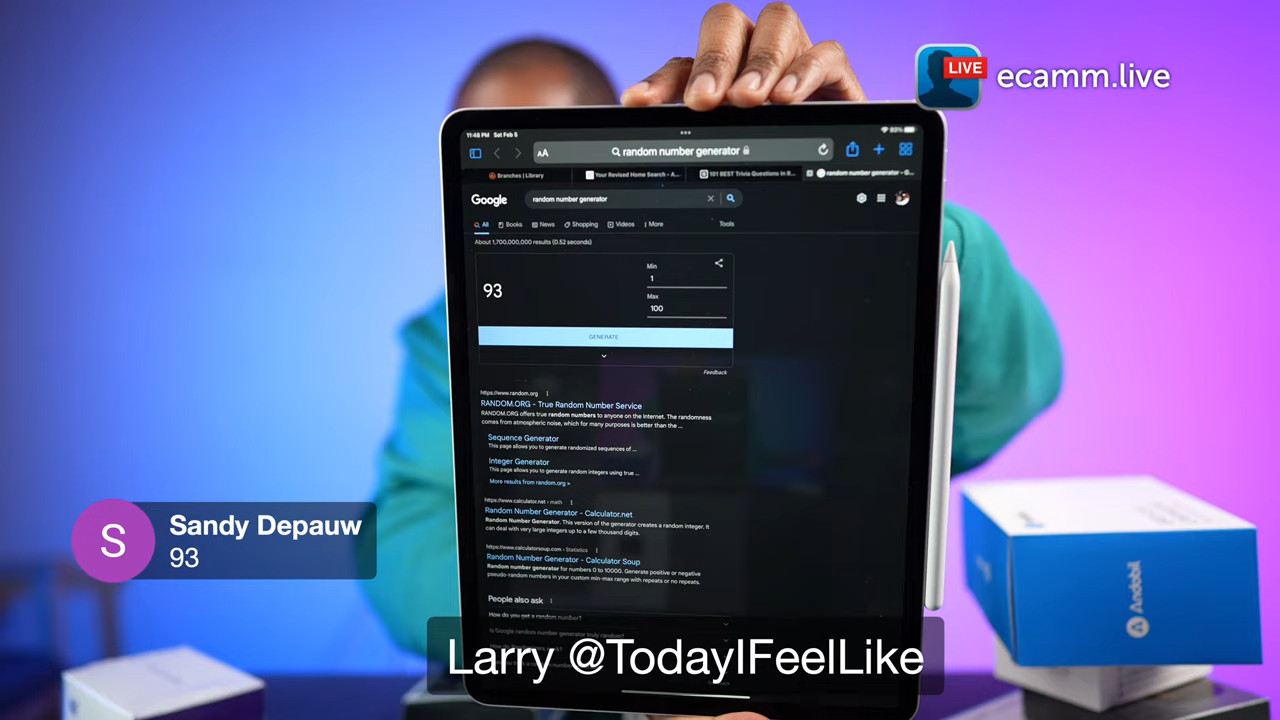 LIVE
ecamm.live
11:48 PM Sat Feb 5
93%
AA
random number generator
Branches | Library
Your Revised Home Search - A...
101 BEST Trivia Questions in R...
random number generator - G...
Google
random number generator
All
Books
News
Shopping
Videos
More
Tools
About 1,700,000,000 results (0.52 seconds)
Min
1
93
Max
100
GENERATE
Feedback
https://www.random.org
RANDOM.ORG - True Random Number Service
RANDOM.ORG offers true random numbers to anyone on the Internet. The randomness
comes from atmospheric noise, which for many purposes is better than the ...
Sequence Generator
This page allows you to generate randomized sequences of ...
Integer Generator
This page allows you to generate random integers using true ...
More results from random.org »
https://www.calculator.net › math
Random Number Generator - Calculator.net
Random Number Generator. This version of the generator creates a random integer. It
can deal with very large integers up to a few thousand digits.
https://www.calculatorsoup.com › Statistics
Random Number Generator - Calculator Soup
Random number generator for numbers 0 to 10000. Generate positive or negative
pseudo-random numbers in your custom min-max range with repeats or no repeats.
People also ask
How do you get a random number?
Is Google random number generator truly random?
S
Sandy Depauw
93
Larry @TodayIFeelLike
Andobil